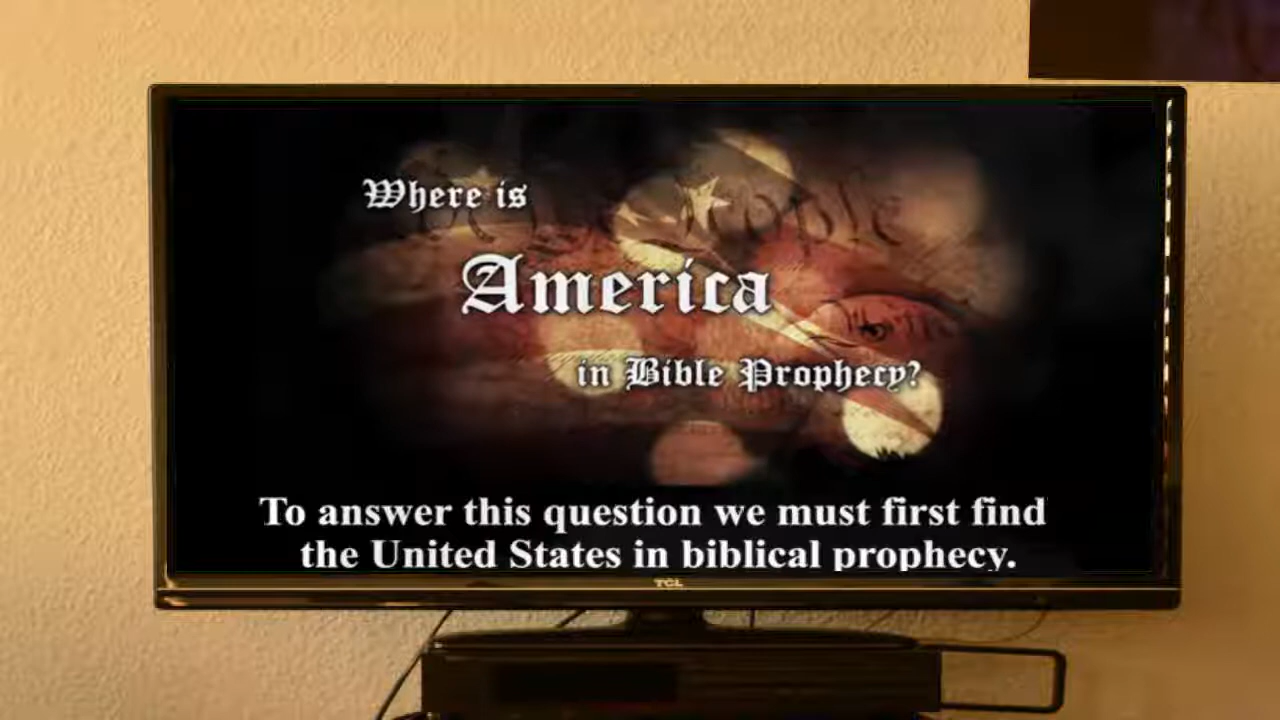 Where is
People
America
in Bible Prophecy?
To answer this question we must first find
the United States in biblical prophecy.
TCL